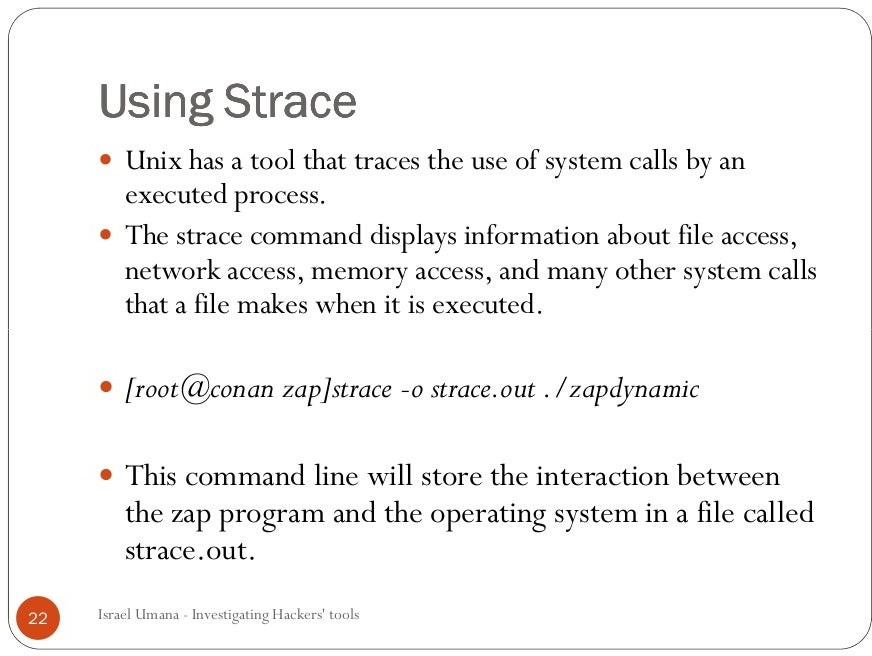 Using Strace
Unix has a tool that traces the use of system calls by an
executed process.
The strace command displays information about file access,
network access, memory access, and many other system calls
that a file makes when it is executed.
[root@conan zap]strace -o strace.out ./zapdynamic
This command line will store the interaction between
the zap program and the operating system in a file called
strace.out.
22
Israel Umana - Investigating Hackers' tools